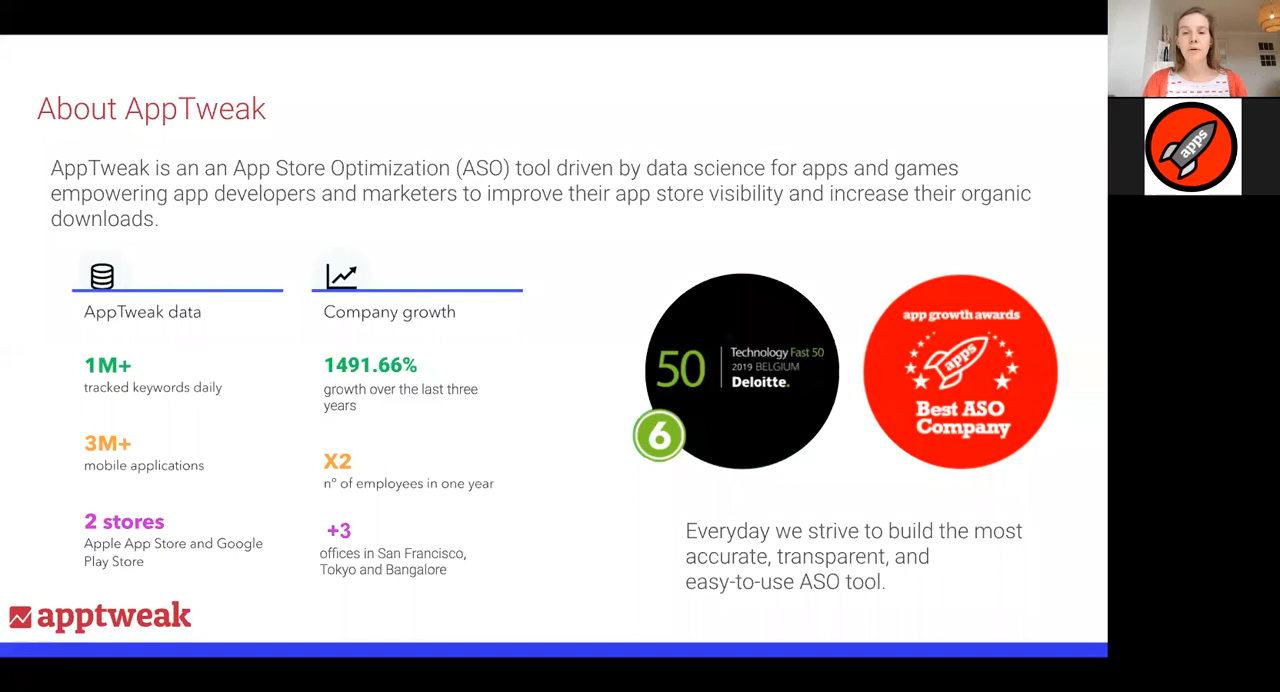 About AppTweak
AppTweak is an an App Store Optimization (ASO) tool driven by data science for apps and games
empowering app developers and marketers to improve their app store visibility and increase their organic
downloads.
AppTweak data
1M+
tracked keywords daily
3M+
mobile applications
2 stores
Apple App Store and Google
Play Store
Company growth
1491.66%
growth over the last three
years
X2
n° of employees in one year
+3
offices in San Francisco,
Tokyo and Bangalore
50
Technology Fast 50
2019 BELGIUM
Deloitte.
6
app growth awards
apps
Best ASO
Company
Everyday we strive to build the most
accurate, transparent, and
easy-to-use ASO tool.
apptweak
apps